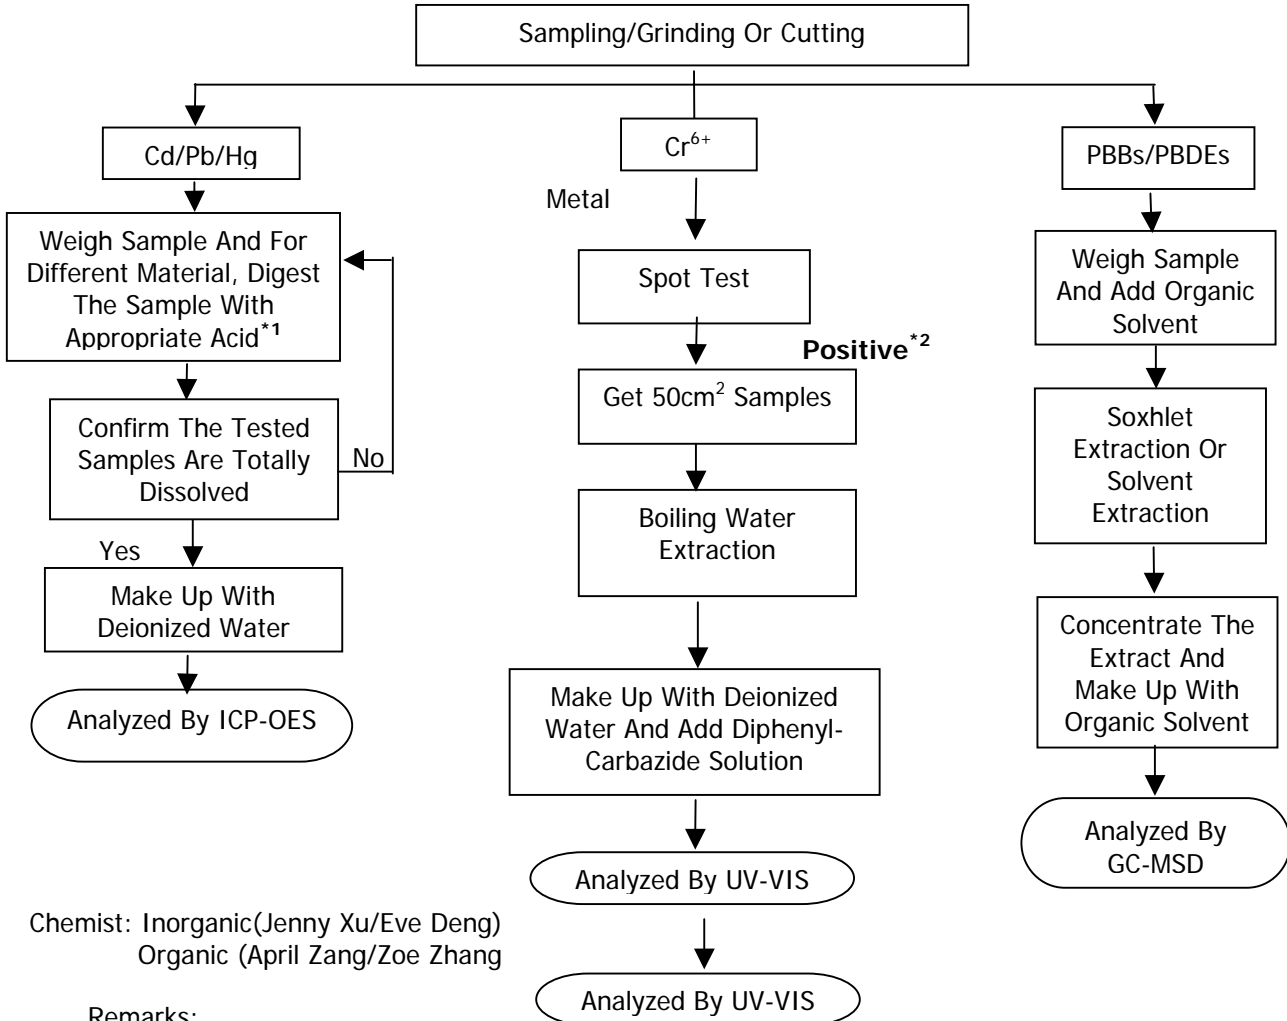 Sampling/Grinding Or Cutting
Cd/Pb/Hg
Weigh Sample And For
Different Material, Digest
The Sample With
Appropriate Acid*1
Confirm The Tested
Samples Are Totally
Dissolved
No
Yes
Make Up With
Deionized Water
Analyzed By ICP-OES
Cr6+
Metal
Spot Test
Positive*2
Get 50cm2 Samples
Boiling Water
Extraction
Make Up With Deionized
Water And Add Diphenyl-
Carbazide Solution
Analyzed By UV-VIS
Analyzed By UV-VIS
PBBs/PBDEs
Weigh Sample
And Add Organic
Solvent
Soxhlet
Extraction Or
Solvent
Extraction
Concentrate The
Extract And
Make Up With
Organic Solvent
Analyzed By
GC-MSD
Chemist: Inorganic(Jenny Xu/Eve Deng)
Organic (April Zang/Zoe Zhang
Remarks: